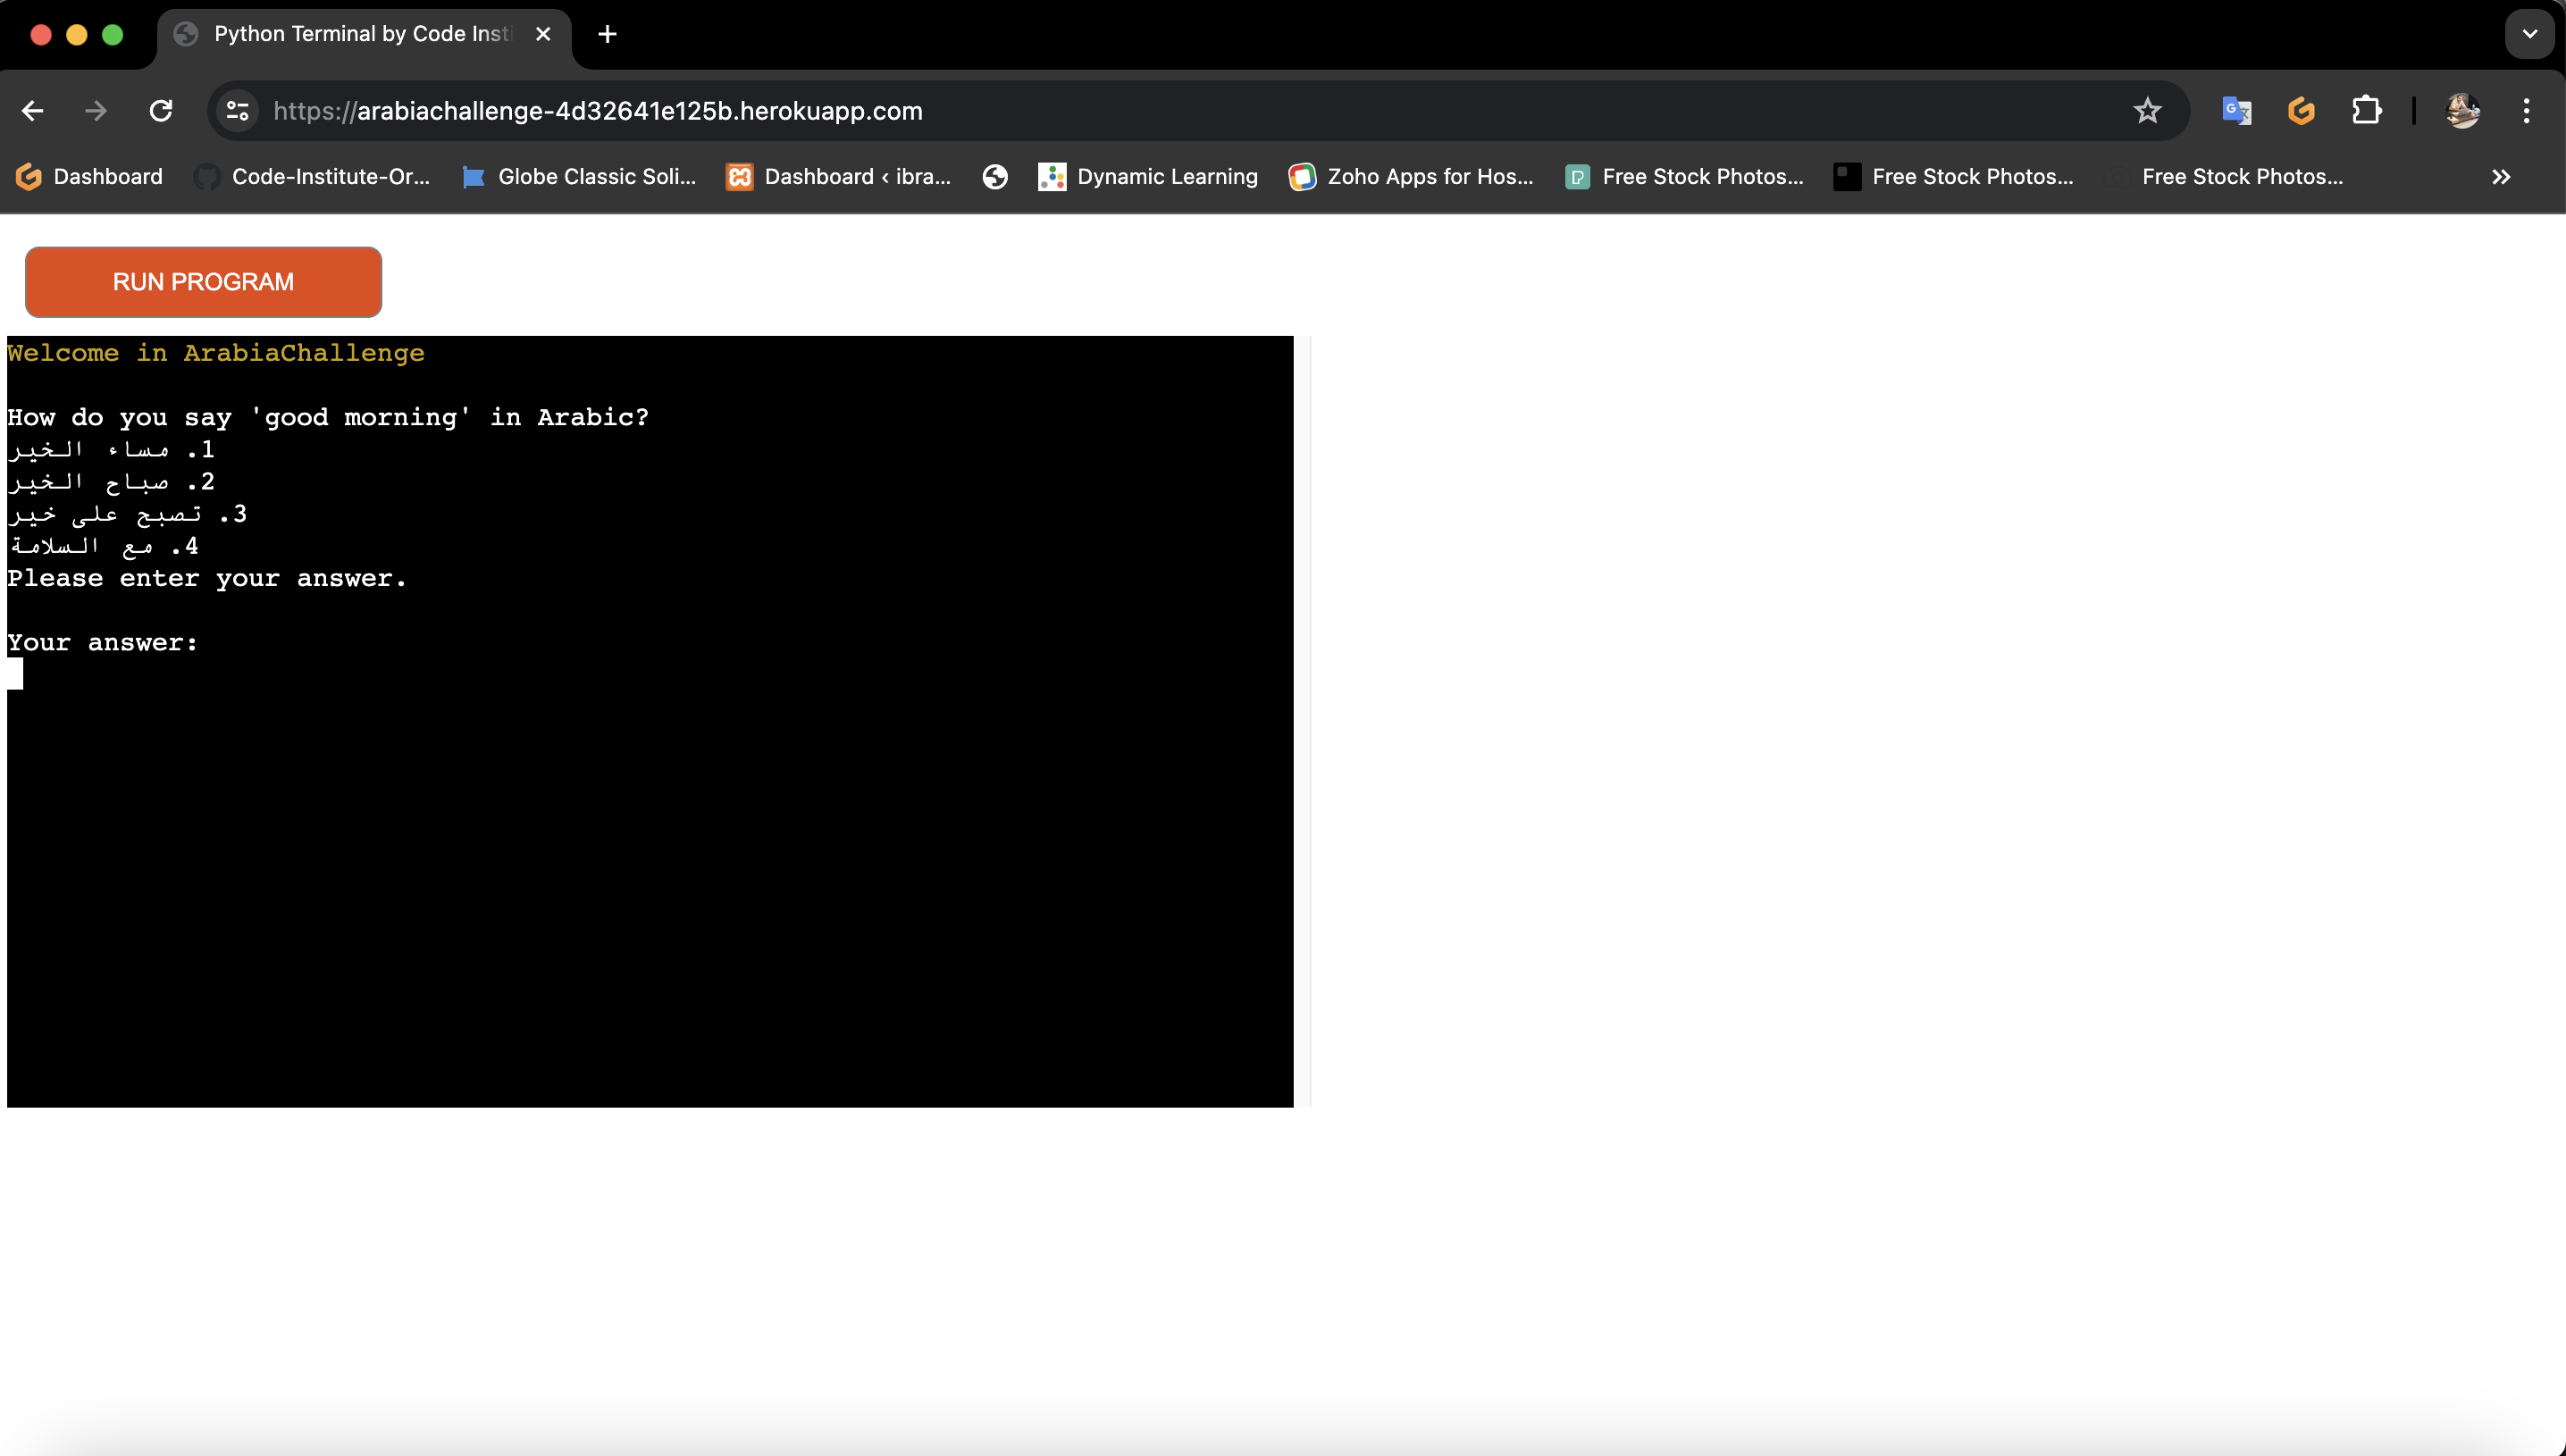 Python Terminal by Code Insti
https://arabiachallenge-4d32641e125b.herokuapp.com
Dashboard
Code-Institute-Or...
Globe Classic Soli...
Dashboard ‹ ibra...
Dynamic Learning
Zoho Apps for Hos...
Free Stock Photos...
Free Stock Photos...
Free Stock Photos...
RUN PROGRAM
Welcome in ArabiaChallenge
How do you say 'good morning' in Arabic?
1. مساء الخير
2. صباح الخير
3. تصبح على خير
4. مع السلامة
Please enter your answer.
Your answer: